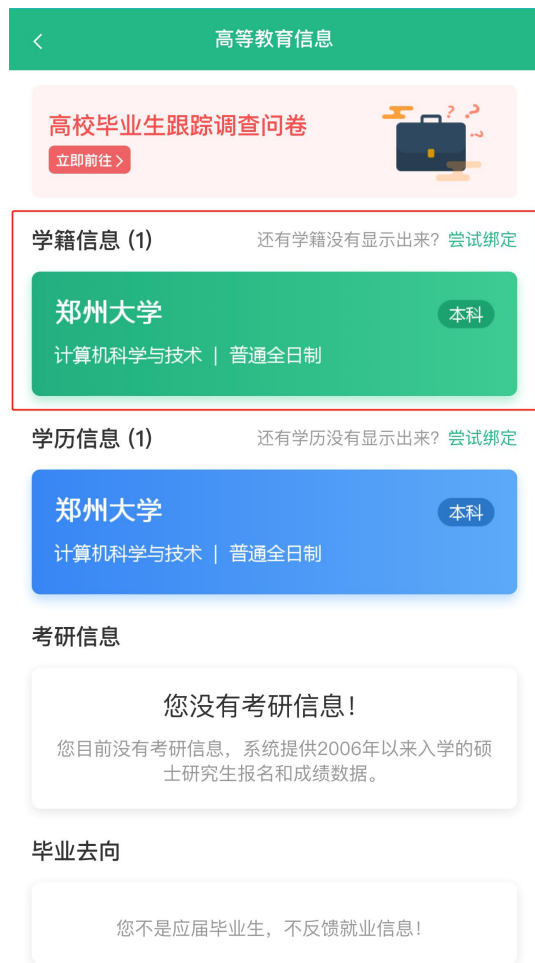 高等教育信息
高校毕业生跟踪调查问卷
立即前往 >
? ? ?
学籍信息 (1) 还有学籍没有显示出来? 尝试绑定
郑州大学 本科
计算机科学与技术 | 普通全日制
学历信息 (1) 还有学历没有显示出来? 尝试绑定
郑州大学 本科
计算机科学与技术 | 普通全日制
考研信息
您没有考研信息!
您目前没有考研信息，系统提供2006年以来入学的硕
士研究生报名和成绩数据。
毕业去向
您不是应届毕业生，不反馈就业信息!